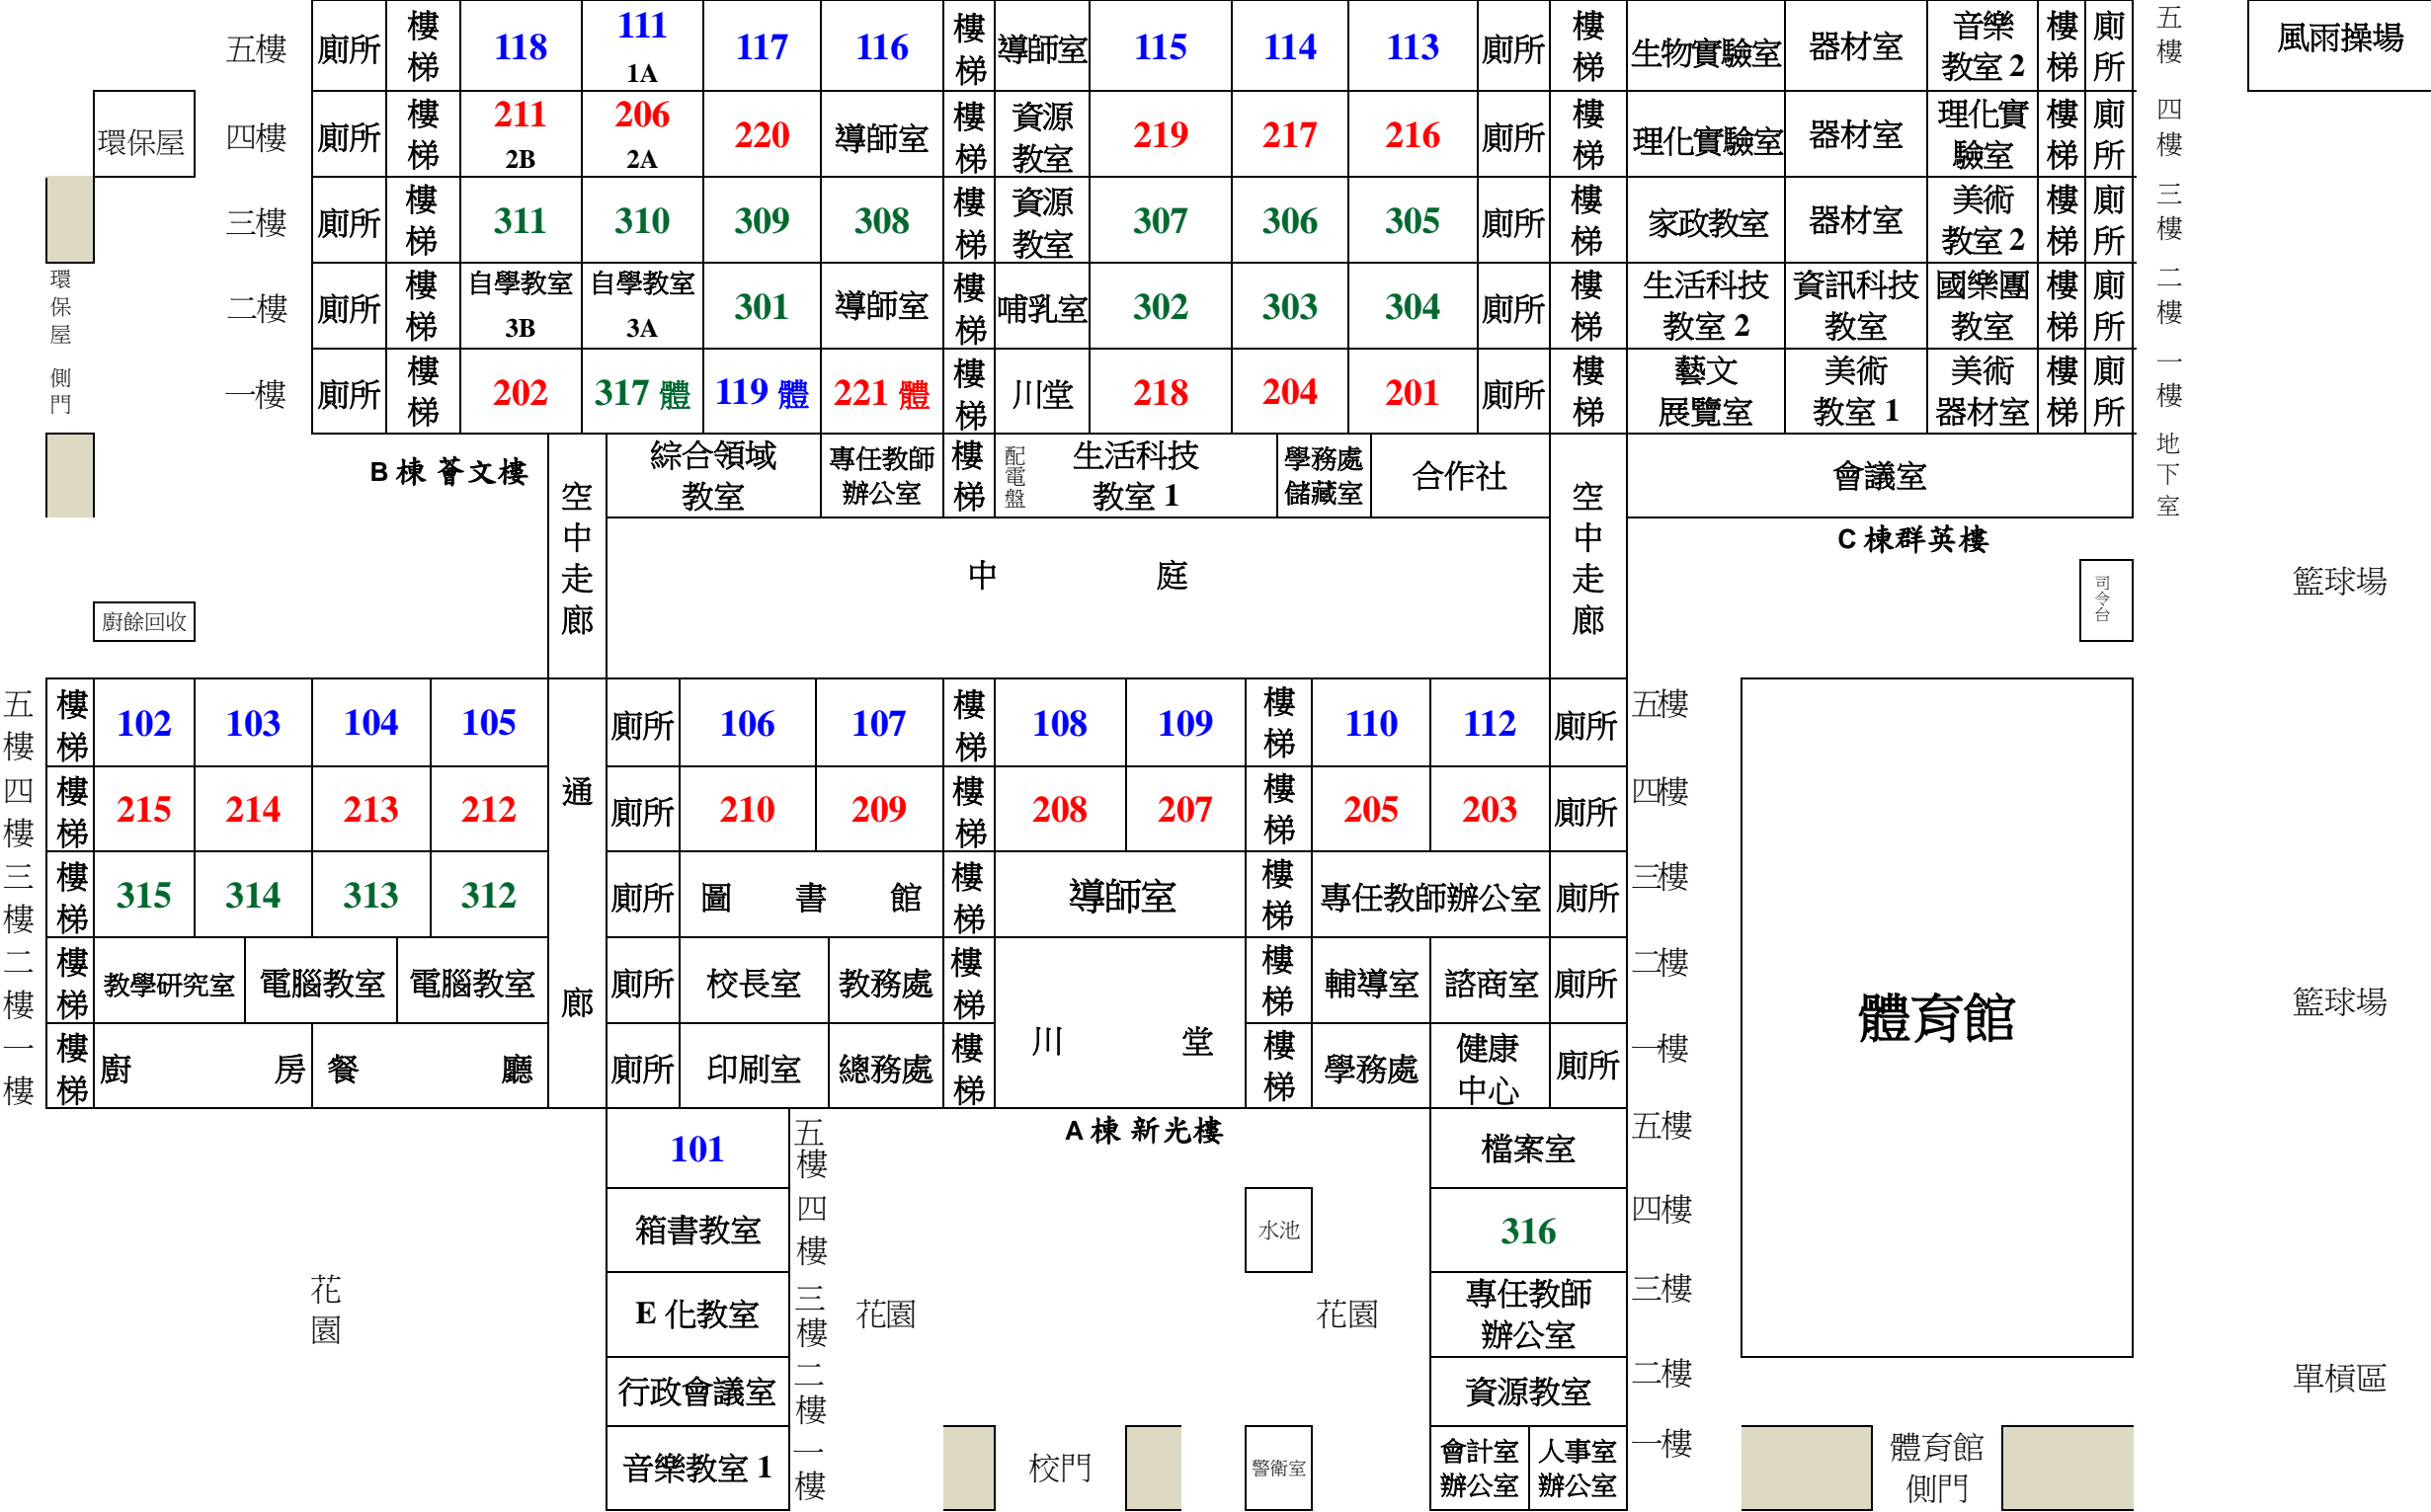 五樓 廁所 樓梯 118 111 1A 117 116 樓梯 導師室 115 114 113 廁所 樓梯 生物實驗室 器材室 音樂教室 2 樓梯 廁所 五樓 風雨操場
環保屋 四樓 廁所 樓梯 211 2B 206 2A 220 導師室 樓梯 資源教室 219 217 216 廁所 樓梯 理化實驗室 器材室 理化實驗室 樓梯 廁所 四樓
三樓 廁所 樓梯 311 310 309 308 樓梯 資源教室 307 306 305 廁所 樓梯 家政教室 器材室 美術教室 2 樓梯 廁所 三樓
環保屋 側門
二樓 廁所 樓梯 自學教室 3B 自學教室 3A 301 導師室 樓梯 哺乳室 302 303 304 廁所 樓梯 生活科技教室 2 資訊科技教室 國樂團教室 樓梯 廁所 二樓
一樓 廁所 樓梯 202 317 體 119 體 221 體 樓梯 川堂 218 204 201 廁所 樓梯 藝文展覽室 美術教室 1 美術器材室 樓梯 廁所 一樓
B 棟 薈文樓 空中走廊 綜合領域教室 專任教師辦公室 樓梯 配電盤 生活科技教室 1 學務處儲藏室 合作社 空中走廊 會議室 地下室
C 棟群英樓
中 庭
司令台
籃球場
廚餘回收
五樓 樓梯 102 103 104 105 通廊 廁所 106 107 樓梯 108 109 樓梯 110 112 廁所 五樓
四樓 樓梯 215 214 213 212 廁所 210 209 樓梯 208 207 樓梯 205 203 廁所 四樓
三樓 樓梯 315 314 313 312 廁所 圖 書 館 樓梯 導師室 樓梯 專任教師辦公室 廁所 三樓
二樓 樓梯 教學研究室 電腦教室 電腦教室 廁所 校長室 教務處 樓梯 川 堂 樓梯 輔導室 諮商室 廁所 二樓
體育館
籃球場
一樓 樓梯 廚 房 餐 廳 廁所 印刷室 總務處 樓梯 樓梯 學務處 健康中心 廁所 一樓
101 五樓 A 棟 新光樓 檔案室 五樓
箱書教室 四樓 水池 316 四樓
花園 E 化教室 三樓 花園 花園 專任教師辦公室 三樓
行政會議室 二樓 資源教室 二樓 單槓區
音樂教室 1 一樓 校門 警衛室 會計室辦公室 人事室辦公室 一樓 體育館側門